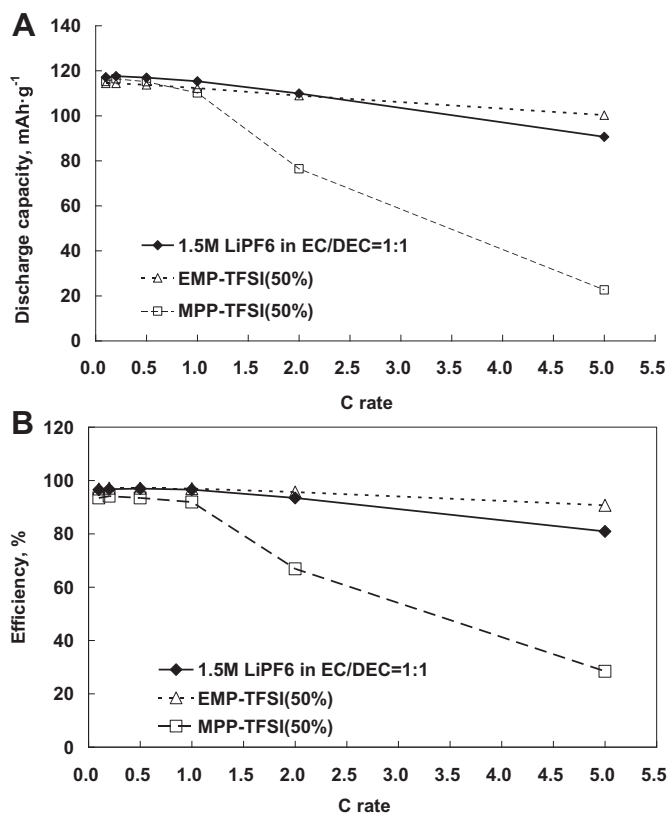 A
140
120
100
80
60
40
20
0
Discharge capacity, mAh·g⁻¹
1.5M LiPF6 in EC/DEC=1:1
EMP-TFSI(50%)
MPP-TFSI(50%)
0.0 0.5 1.0 1.5 2.0 2.5 3.0 3.5 4.0 4.5 5.0 5.5
C rate
B
120
100
80
60
40
20
0
Efficiency, %
1.5M LiPF6 in EC/DEC=1:1
EMP-TFSI(50%)
MPP-TFSI(50%)
0.0 0.5 1.0 1.5 2.0 2.5 3.0 3.5 4.0 4.5 5.0 5.5
C rate